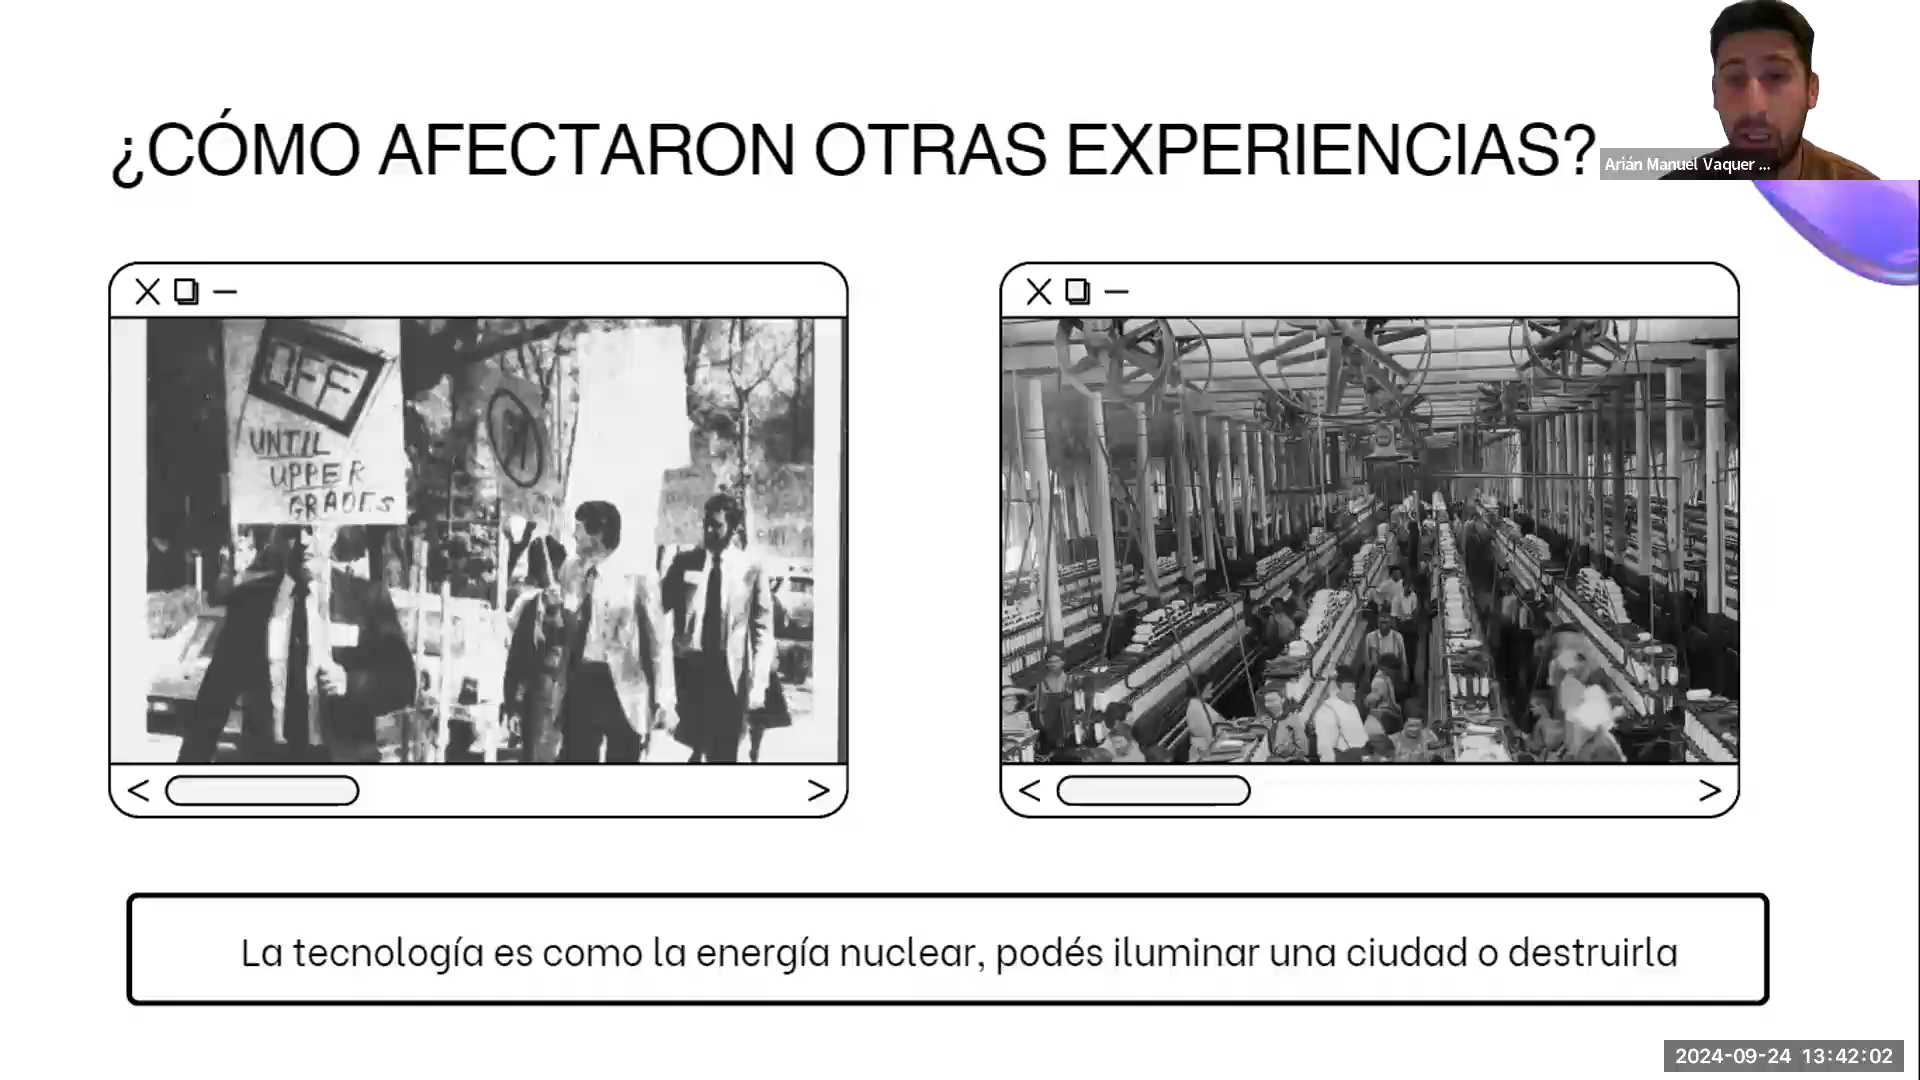 ¿CÓMO AFECTARON OTRAS EXPERIENCIAS?
Arián Manuel Vaquer ...
OFF
UNTIL
UPPER
GRADES
La tecnología es como la energía nuclear, podés iluminar una ciudad o destruirla
2024-09-24 13:42:02